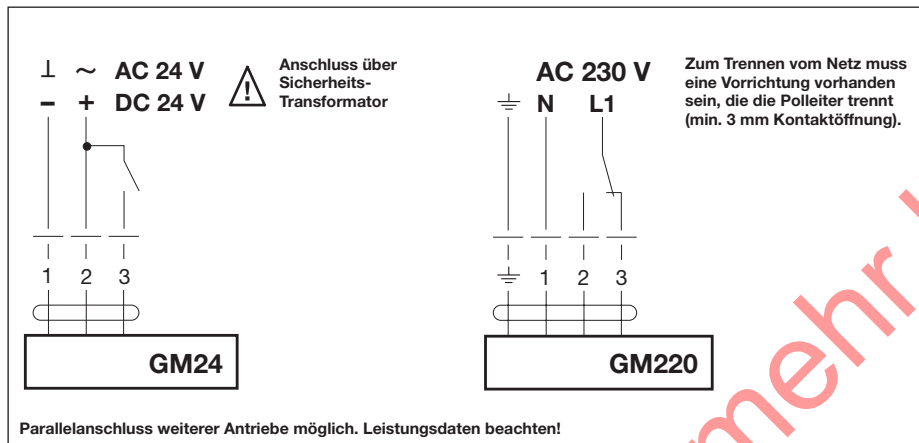 ⊥ ~ AC 24 V
– + DC 24 V
Anschluss über
Sicherheits-
Transformator
1 2 3
GM24
AC 230 V
N L1
Zum Trennen vom Netz muss
eine Vorrichtung vorhanden
sein, die die Polleiter trennt
(min. 3 mm Kontaktöffnung).
1 2 3
GM220
Parallelanschluss weiterer Antriebe möglich. Leistungsdaten beachten!
mehr